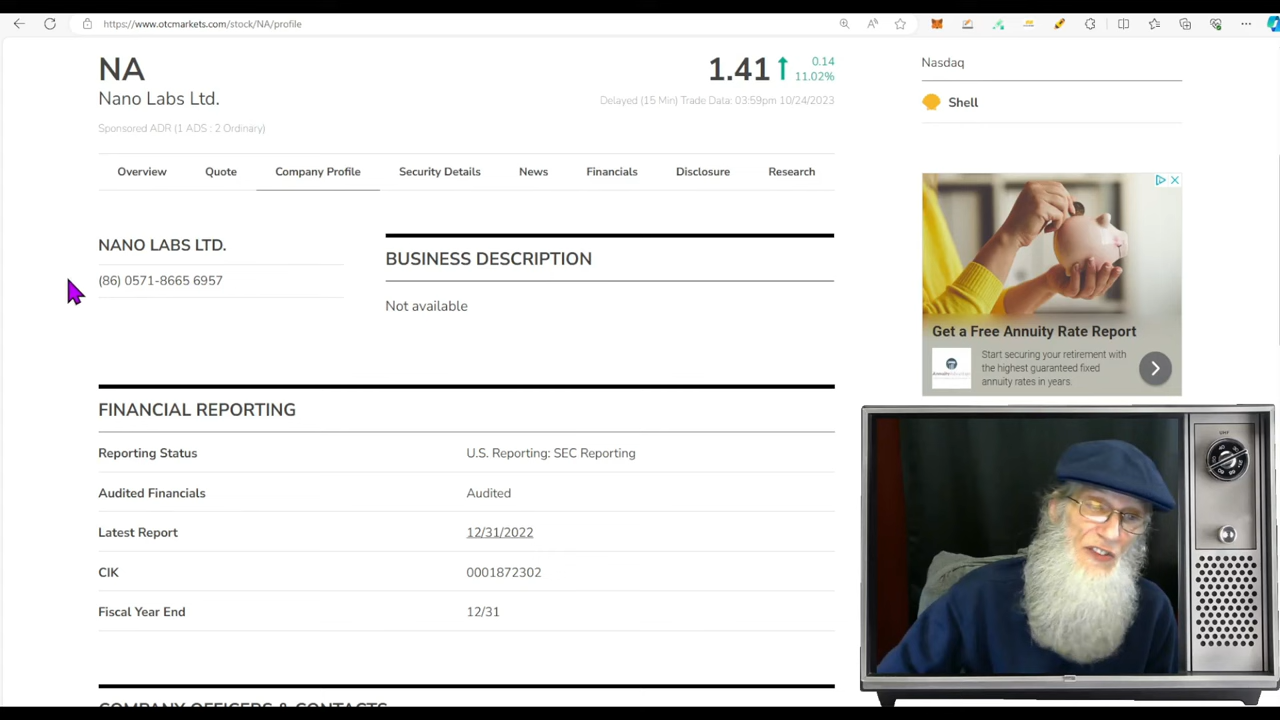 https://www.otcmarkets.com/stock/NA/profile
NA
1.41
0.14
11.02%
Nano Labs Ltd.
Delayed (15 Min) Trade Data: 03:59pm 10/24/2023
Sponsored ADR (1 ADS : 2 Ordinary)
Nasdaq
Shell
Overview Quote Company Profile Security Details News Financials Disclosure Research
NANO LABS LTD.
(86) 0571-8665 6957
BUSINESS DESCRIPTION
Not available
Get a Free Annuity Rate Report
Start securing your retirement with
the highest guaranteed fixed
annuity rates in years.
FINANCIAL REPORTING
Reporting Status U.S. Reporting: SEC Reporting
Audited Financials Audited
Latest Report 12/31/2022
CIK 0001872302
Fiscal Year End 12/31
COMPANY OFFICERS & CONTACTS